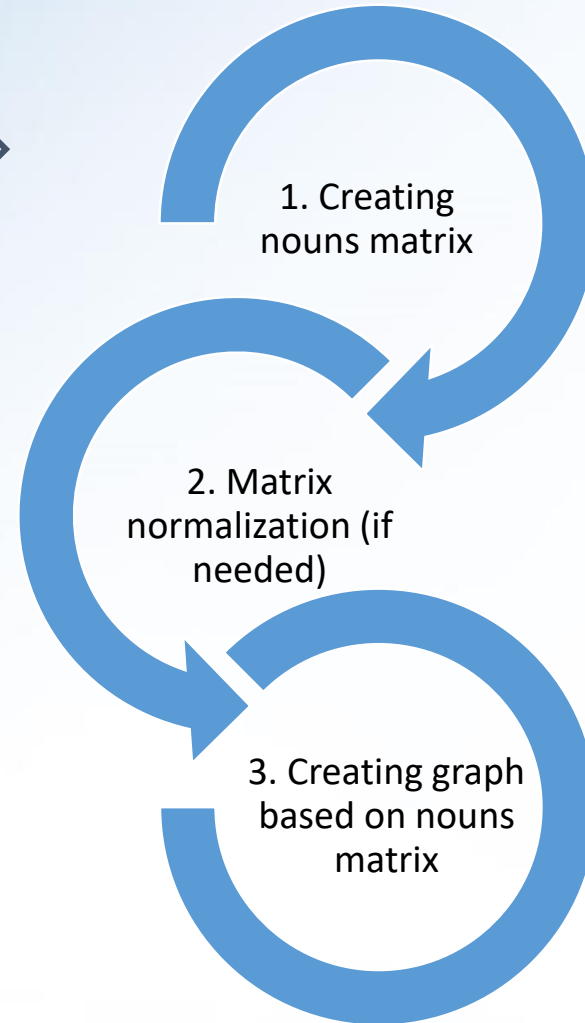 1. Creating
nouns matrix
2. Matrix
normalization (if
needed)
3. Creating graph
based on nouns
matrix